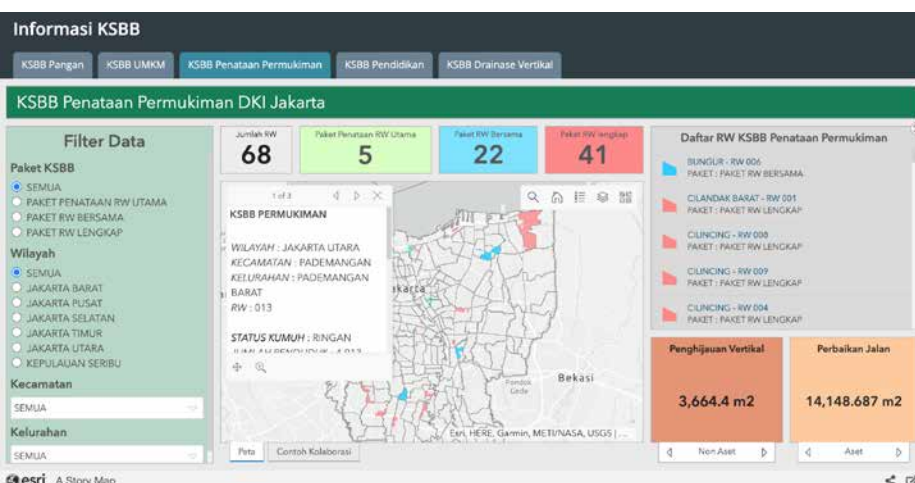 Informasi KSBB
KSBB Pangan
KSBB UMKM
KSBB Penataan Permukiman
KSBB Pendidikan
KSBB Drainase Vertikal
KSBB Penataan Permukiman DKI Jakarta
Filter Data
Paket KSBB
SEMUA
PAKET PENATAAN RW UTAMA
PAKET RW BERSAMA
PAKET RW LENGKAP
Wilayah
SEMUA
JAKARTA BARAT
JAKARTA PUSAT
JAKARTA SELATAN
JAKARTA TIMUR
JAKARTA UTARA
KEPULAUAN SERIBU
Kecamatan
SEMUA
Kelurahan
SEMUA
Jumlah RW
68
Paket Penataan RW Utama
5
Paket RW Bersama
22
Paket RW lengkap
41
1 of 3
KSBB PERMUKIMAN
WILAYAH : JAKARTA UTARA
KECAMATAN : PADEMANGAN
KELURAHAN : PADEMANGAN
BARAT
RW : 013
STATUS KUMUH : RINGAN
Bekasi
Pondok
Gede
Esri, HERE, Garmin, METI/NASA, USGS | ...
Peta
Contoh Kolaborasi
Daftar RW KSBB Penataan Permukiman
BUNGUR - RW 006
PAKET : PAKET RW BERSAMA
CILANDAK BARAT - RW 001
PAKET : PAKET RW LENGKAP
CILINCING - RW 008
PAKET : PAKET RW LENGKAP
CILINCING - RW 009
PAKET : PAKET RW LENGKAP
CILINCING - RW 004
PAKET : PAKET RW LENGKAP
Penghijauan Vertikal
3,664.4 m2
Non Aset
Perbaikan Jalan
14,148.687 m2
Aset
esri A Story Map